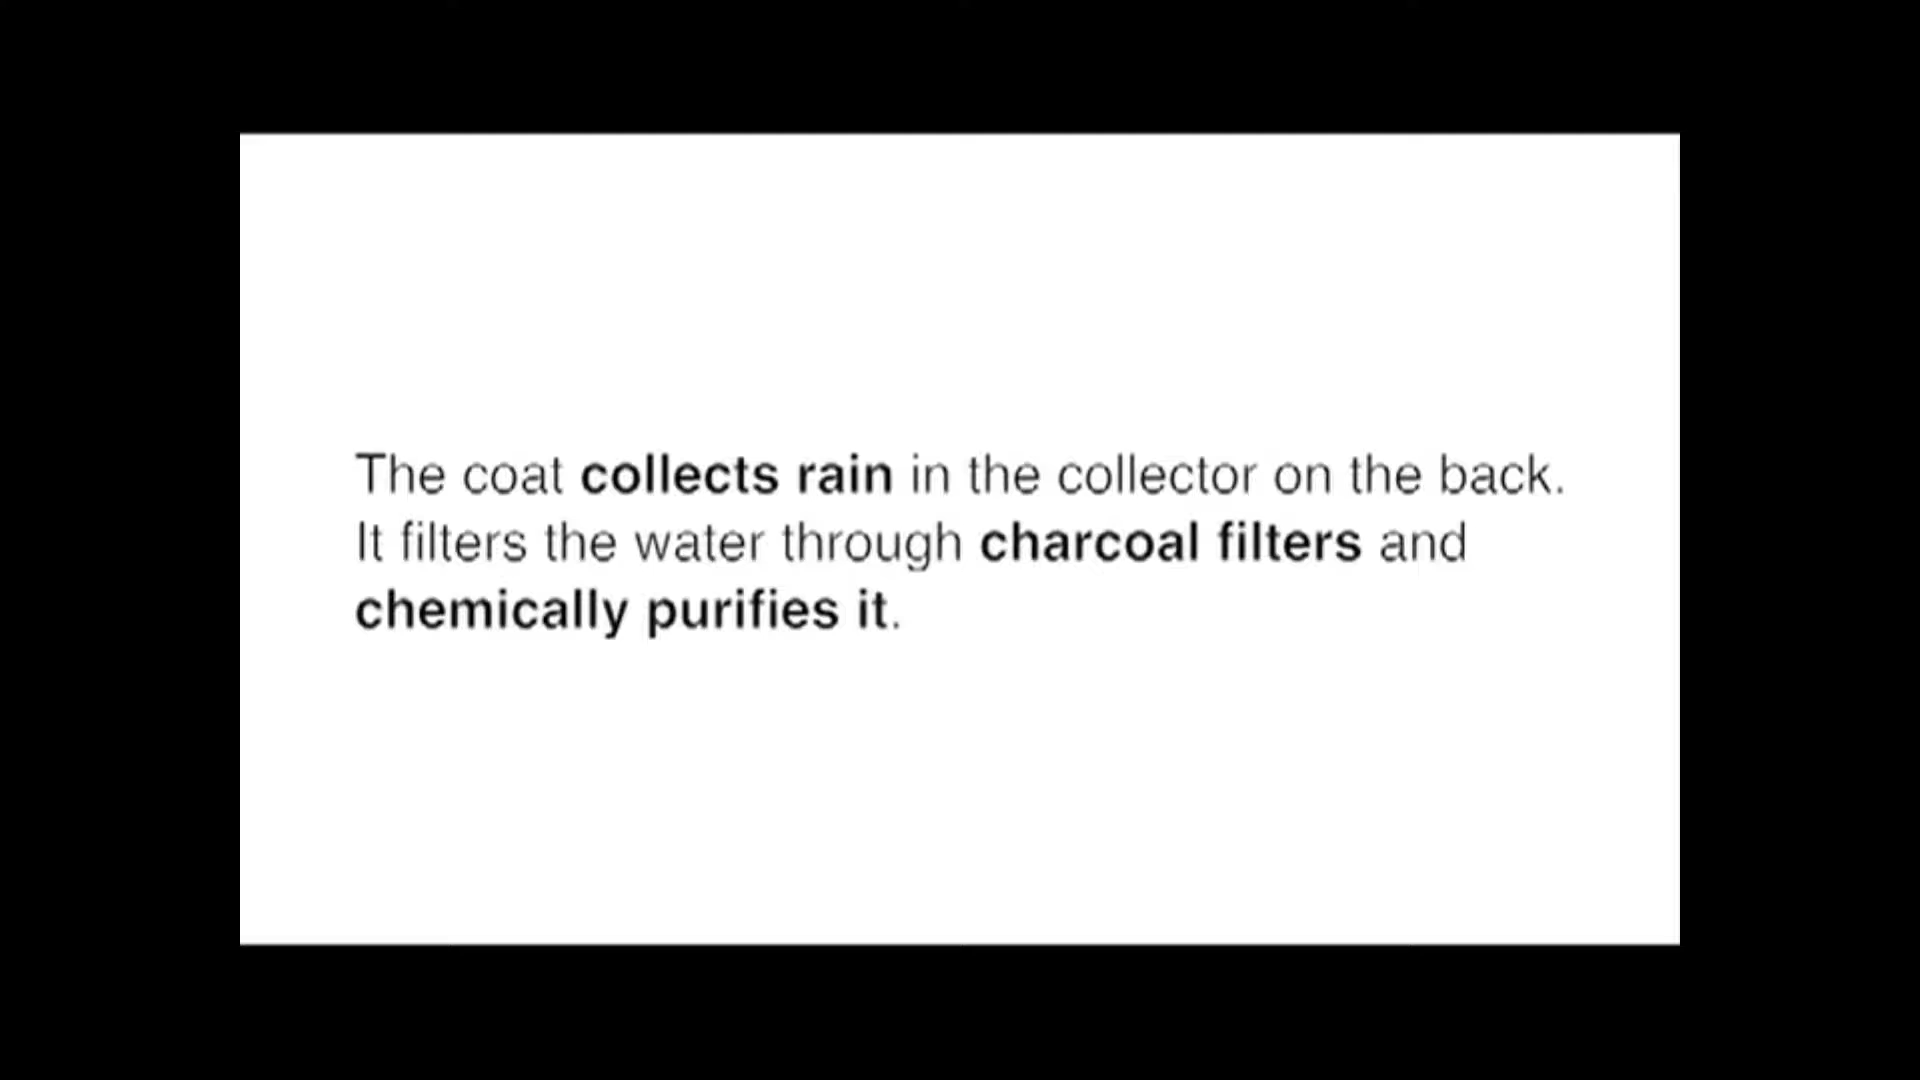 The coat collects rain in the collector on the back.
It filters the water through charcoal filters and
chemically purifies it.